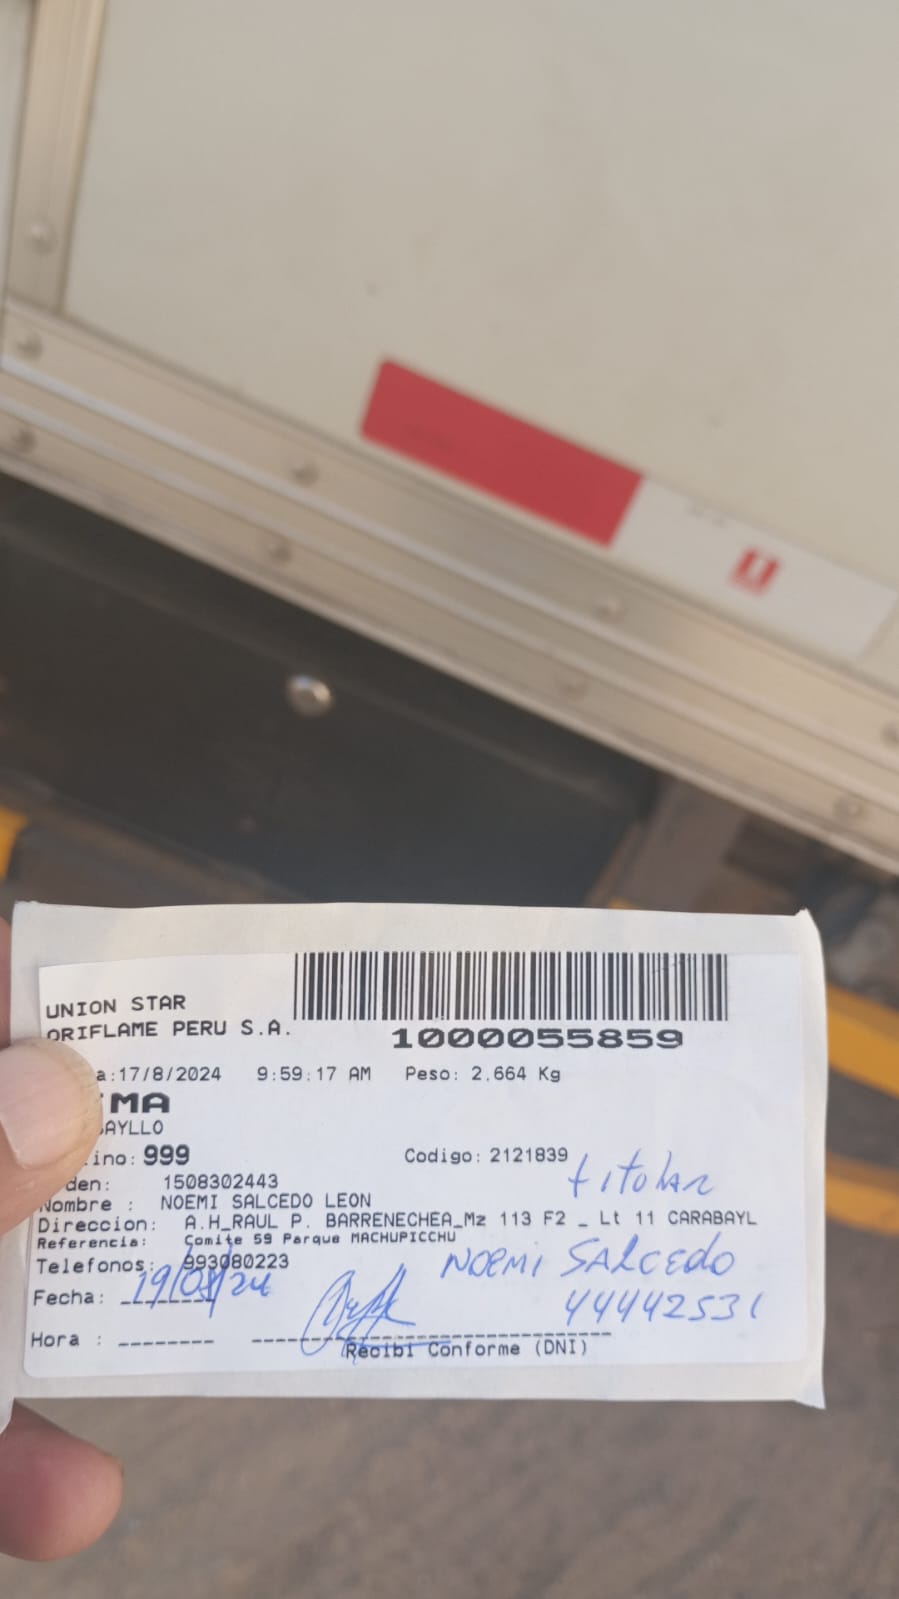 UNION STAR
ORIFLAME PERU S.A.
1000055859
a:17/8/2024 9:59:17 AM Peso: 2.664 Kg
IMA
AYLLO
ino: 999 Codigo: 2121839
titular
den: 1508302443
Nombre : NOEMI SALCEDO LEON
Direccion: A.H_RAUL P. BARRENECHEA_Mz 113 F2 _ Lt 11 CARABAYL
Referencia: Comite 59 Parque MACHUPICCHU
Telefonos: 993080223
NOEMI SALCEDO
Fecha: 19/08/24
44442531
Hora :
Recibi Conforme (DNI)